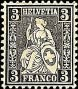 HELVETIA
3 3
3 3
FRANCO